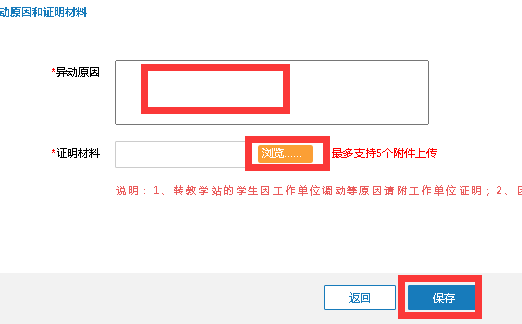 动原因和证明材料
*异动原因
*证明材料 浏览...... 最多支持5个附件上传
说明：1、转教学站的学生因工作单位调动等原因请附工作单位证明；2、
返回 保存